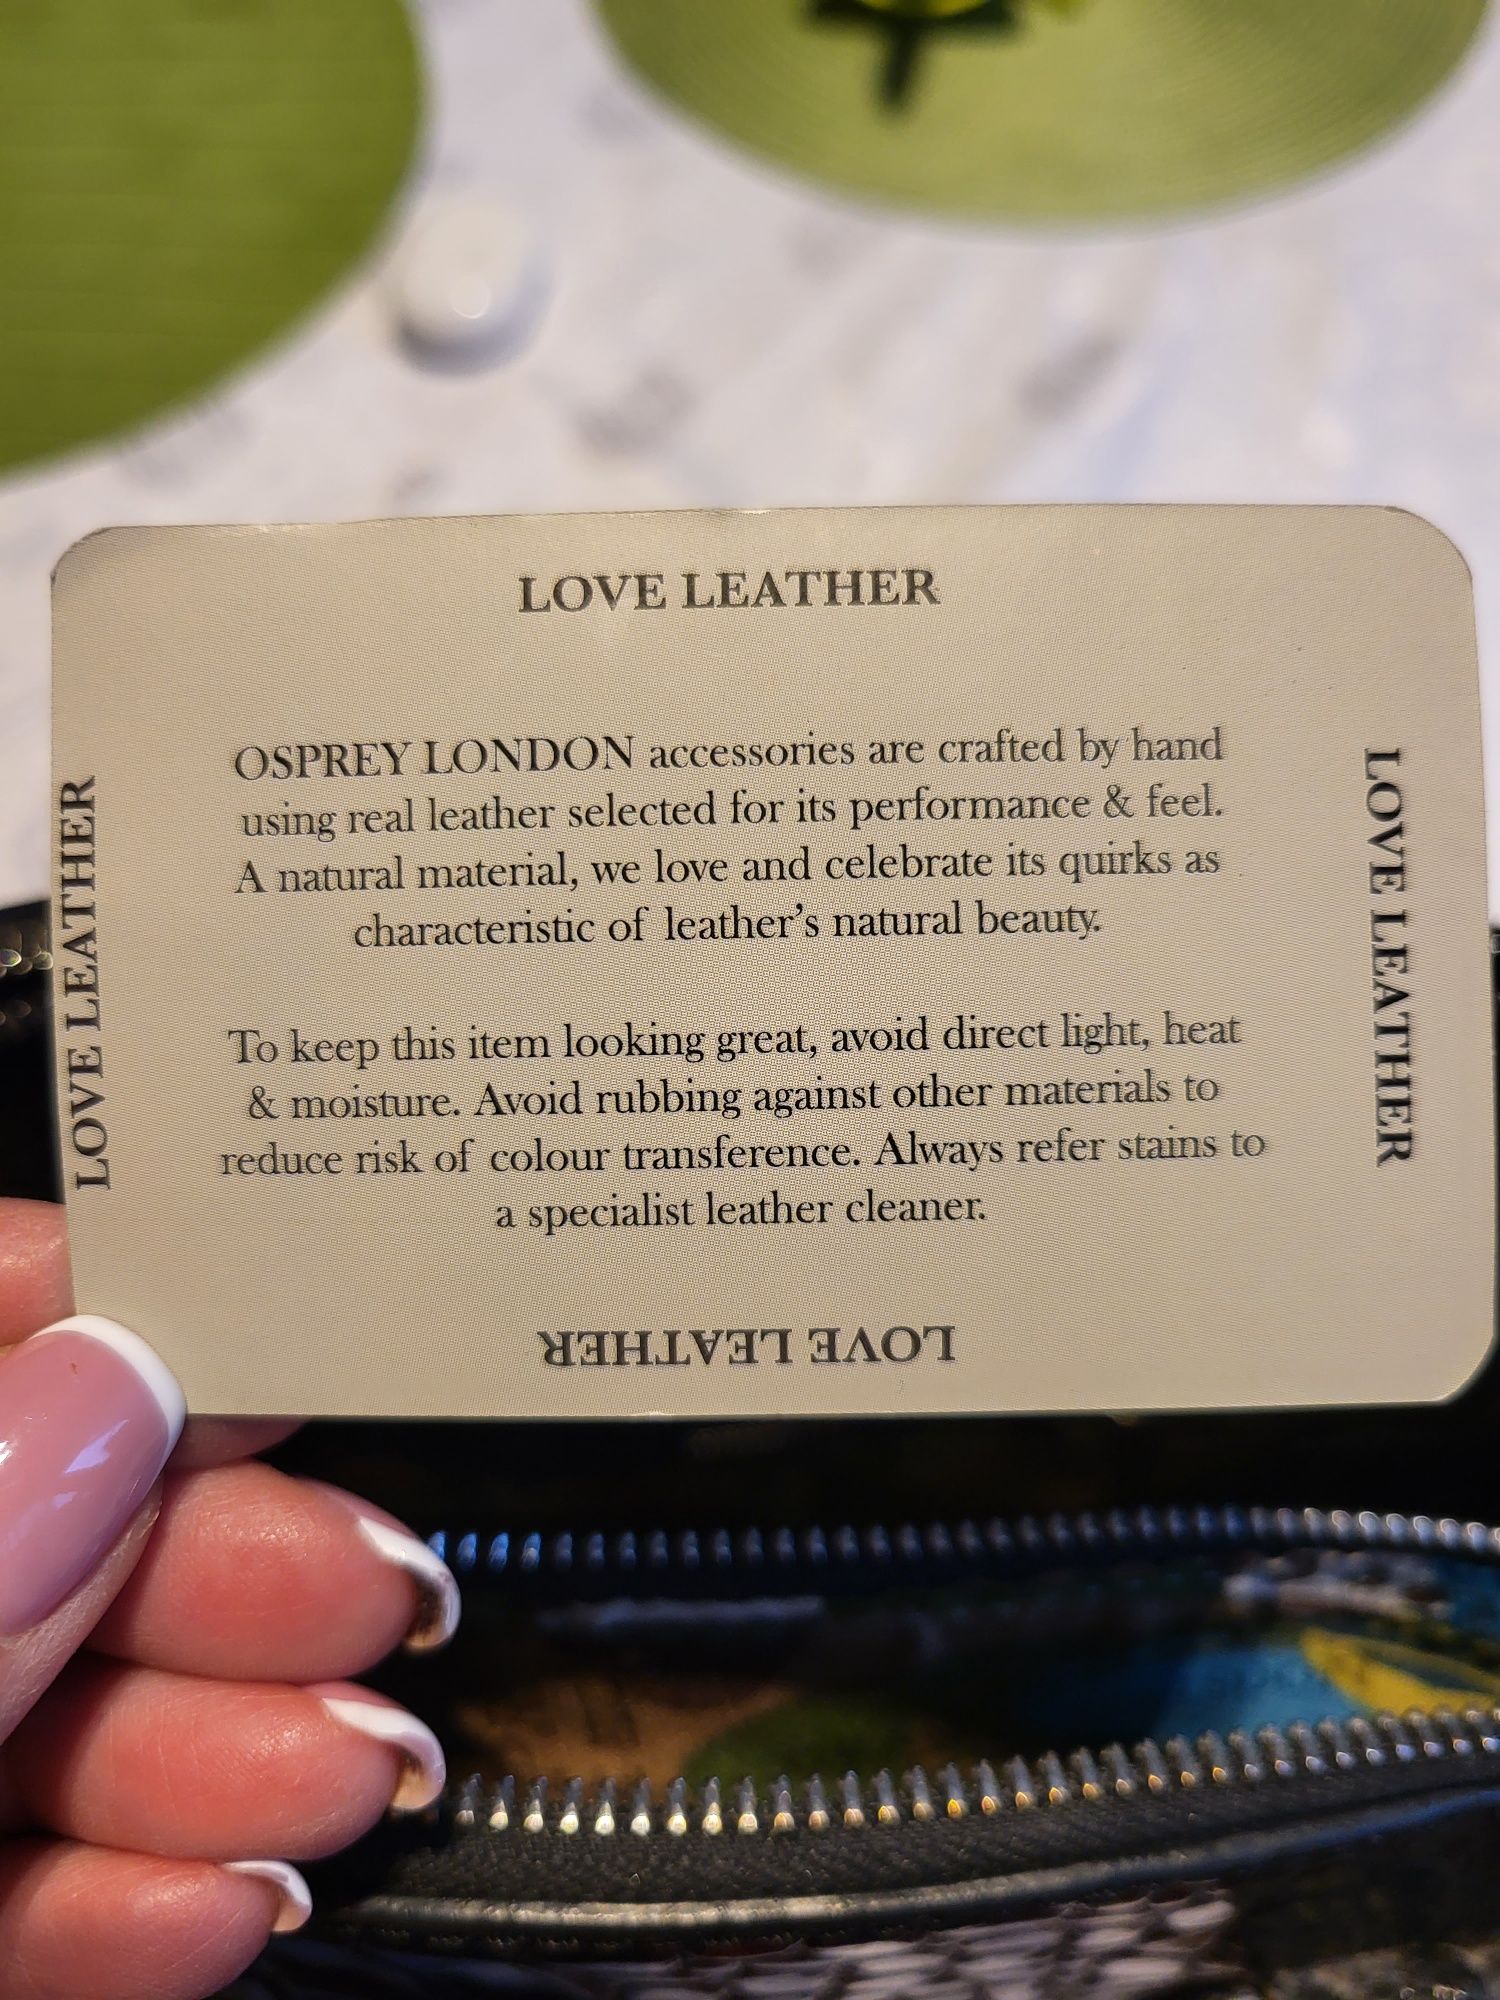 LOVE LEATHER
OSPREY LONDON accessories are crafted by hand
using real leather selected for its performance & feel.
A natural material, we love and celebrate its quirks as
characteristic of leather's natural beauty.
To keep this item looking great, avoid direct light, heat
& moisture. Avoid rubbing against other materials to
reduce risk of colour transference. Always refer stains to
a specialist leather cleaner.
LOVE LEATHER
LOVE LEATHER
LOVE LEATHER